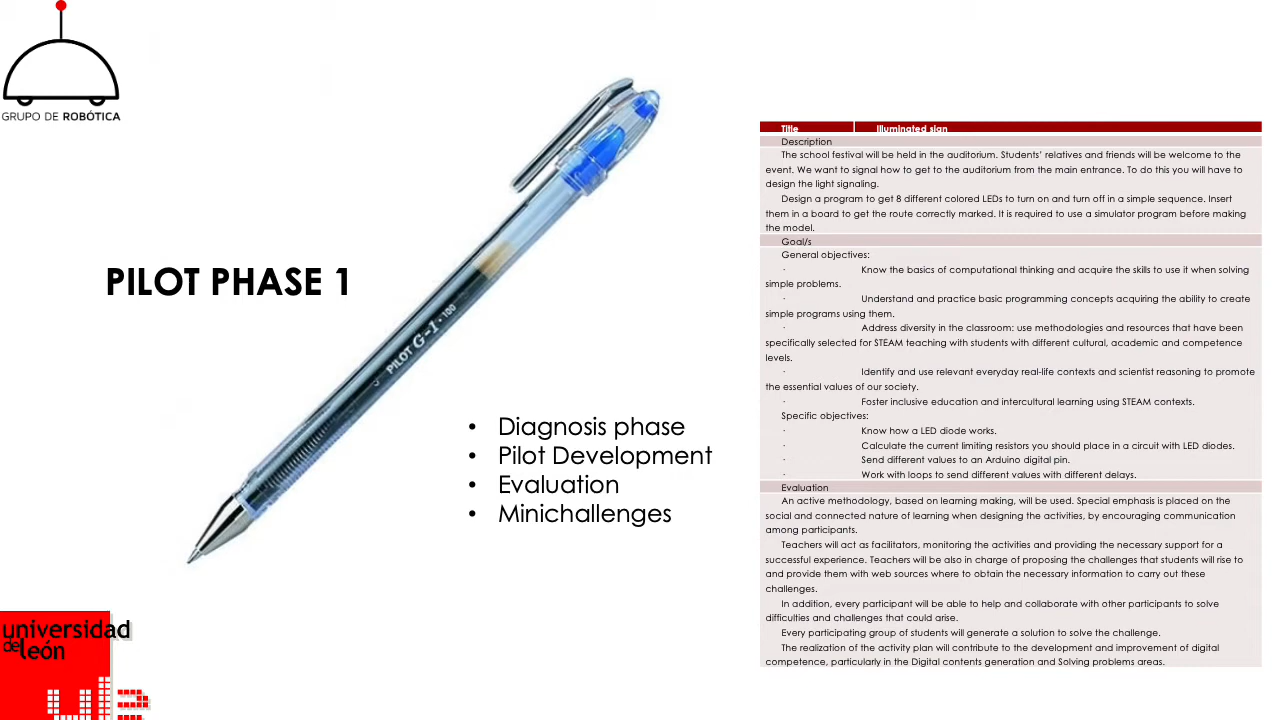 GRUPO DE ROBÓTICA
PILOT PHASE 1
PILOT G-1 · 100
• Diagnosis phase
• Pilot Development
• Evaluation
• Minichallenges
Title Illuminated sign
Description
The school festival will be held in the auditorium. Students' relatives and friends will be welcome to the
event. We want to signal how to get to the auditorium from the main entrance. To do this you will have to
design the light signaling.
Design a program to get 8 different colored LEDs to turn on and turn off in a simple sequence. Insert
them in a board to get the route correctly marked. It is required to use a simulator program before making
the model.
Goal/s
General objectives:
· Know the basics of computational thinking and acquire the skills to use it when solving
simple problems.
· Understand and practice basic programming concepts acquiring the ability to create
simple programs using them.
· Address diversity in the classroom: use methodologies and resources that have been
specifically selected for STEAM teaching with students with different cultural, academic and competence
levels.
· Identify and use relevant everyday real-life contexts and scientist reasoning to promote
the essential values of our society.
· Foster inclusive education and intercultural learning using STEAM contexts.
Specific objectives:
· Know how a LED diode works.
· Calculate the current limiting resistors you should place in a circuit with LED diodes.
· Send different values to an Arduino digital pin.
· Work with loops to send different values with different delays.
Evaluation
An active methodology, based on learning making, will be used. Special emphasis is placed on the
social and connected nature of learning when designing the activities, by encouraging communication
among participants.
Teachers will act as facilitators, monitoring the activities and providing the necessary support for a
successful experience. Teachers will be also in charge of proposing the challenges that students will rise to
and provide them with web sources where to obtain the necessary information to carry out these
challenges.
In addition, every participant will be able to help and collaborate with other participants to solve
difficulties and challenges that could arise.
Every participating group of students will generate a solution to solve the challenge.
The realization of the activity plan will contribute to the development and improvement of digital
competence, particularly in the Digital contents generation and Solving problems areas.
universidad
de león
ule